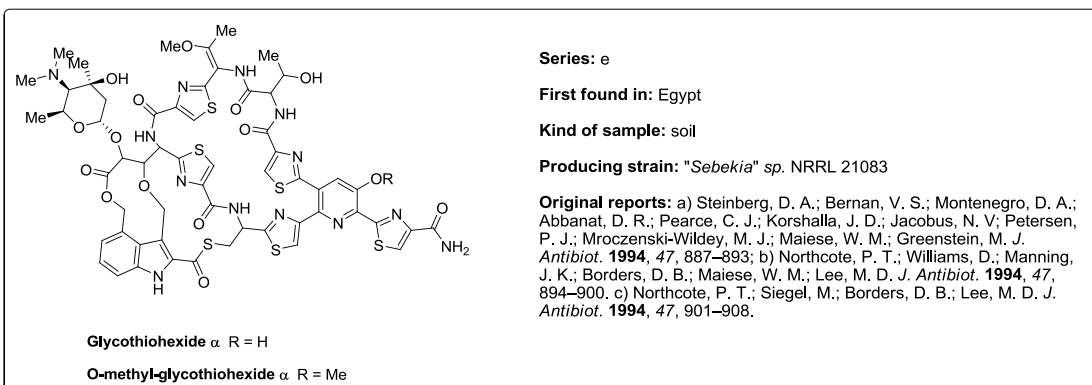 Me
MeO
Me
Me
N
Me
OH
NH
Me
OH
N
S
O
O
NH
Me
O
O
HN
O
O
S
N
S
N
OR
O
O
N
O
O
HN
N
N
N
O
S
S
S
NH2
N
H
O
Glycothiohexide α R = H
O-methyl-glycothiohexide α R = Me
Series: e
First found in: Egypt
Kind of sample: soil
Producing strain: "Sebekia" sp. NRRL 21083
Original reports: a) Steinberg, D. A.; Bernan, V. S.; Montenegro, D. A.;
Abbanat, D. R.; Pearce, C. J.; Korshalla, J. D.; Jacobus, N. V; Petersen,
P. J.; Mroczenski-Wildey, M. J.; Maiese, W. M.; Greenstein, M. J.
Antibiot. 1994, 47, 887–893; b) Northcote, P. T.; Williams, D.; Manning,
J. K.; Borders, D. B.; Maiese, W. M.; Lee, M. D. J. Antibiot. 1994, 47,
894–900. c) Northcote, P. T.; Siegel, M.; Borders, D. B.; Lee, M. D. J.
Antibiot. 1994, 47, 901–908.